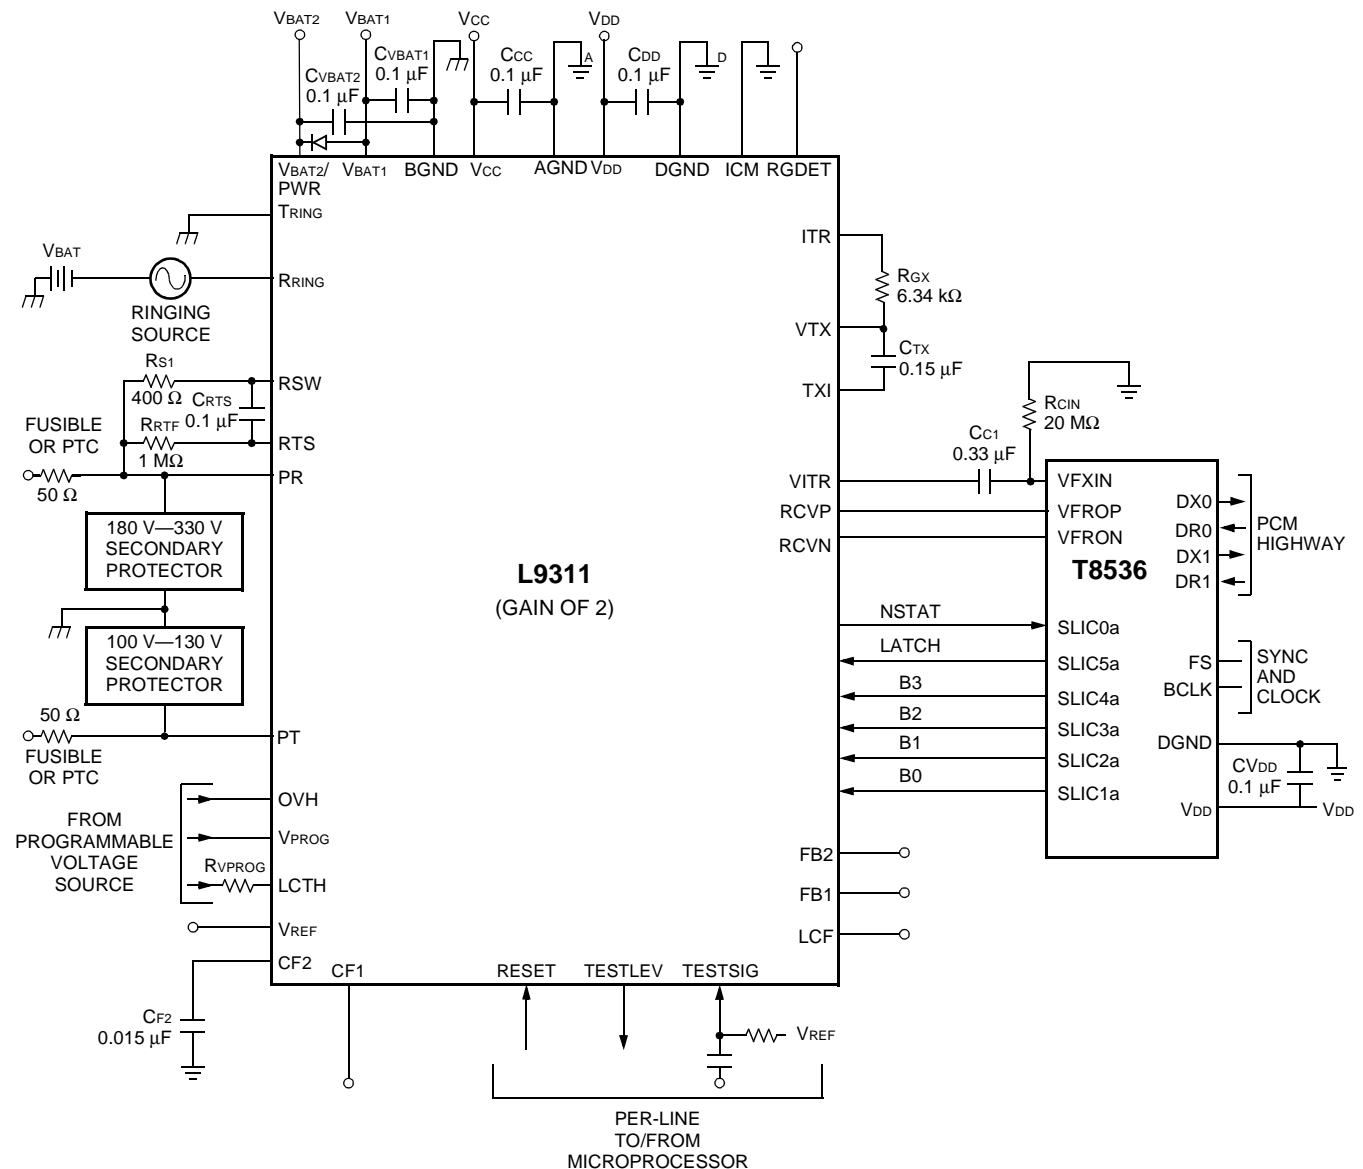 VBAT2
VBAT1
VCC
VDD
CVBAT2
0.1 µF
CVBAT1
0.1 µF
CCC
0.1 µF
A
CDD
0.1 µF
D
VBAT2/
PWR
VBAT1
BGND
VCC
AGND
VDD
DGND
ICM
RGDET
TRING
VBAT
RINGING
SOURCE
RRING
RS1
400 Ω
CRTS
0.1 µF
RSW
FUSIBLE
OR PTC
RRTF
1 MΩ
RTS
50 Ω
PR
180 V—330 V
SECONDARY
PROTECTOR
100 V—130 V
SECONDARY
PROTECTOR
50 Ω
FUSIBLE
OR PTC
PT
FROM
PROGRAMMABLE
VOLTAGE
SOURCE
OVH
VPROG
RVPROG
LCTH
VREF
CF2
CF2
0.015 µF
L9311
(GAIN OF 2)
CF1
RESET
TESTLEV
TESTSIG
VREF
PER-LINE
TO/FROM
MICROPROCESSOR
ITR
RGX
6.34 kΩ
VTX
CTX
0.15 µF
TXI
RCIN
20 MΩ
CC1
0.33 µF
VITR
RCVP
RCVN
NSTAT
LATCH
B3
B2
B1
B0
FB2
FB1
LCF
VFXIN
VFROP
VFRON
T8536
SLIC0a
SLIC5a
SLIC4a
SLIC3a
SLIC2a
SLIC1a
DX0
DR0
DX1
DR1
PCM
HIGHWAY
FS
BCLK
SYNC
AND
CLOCK
DGND
CVDD
0.1 µF
VDD
VDD